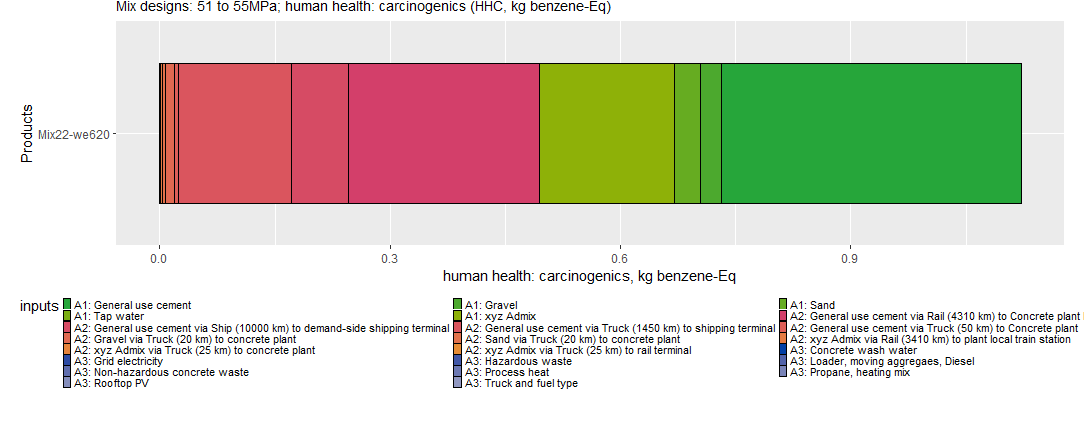 Mix designs: 51 to 55MPa; human health: carcinogenics (HHC, kg benzene-Eq)
Products
Mix22-we620
0.0 0.3 0.6 0.9
human health: carcinogenics, kg benzene-Eq
inputs
A1: General use cement A1: Gravel A1: Sand
A1: Tap water A1: xyz Admix A2: General use cement via Rail (4310 km) to Concrete plant
A2: General use cement via Ship (10000 km) to demand-side shipping terminal A2: General use cement via Truck (1450 km) to shipping terminal A2: General use cement via Truck (50 km) to Concrete plant
A2: Gravel via Truck (20 km) to concrete plant A2: Sand via Truck (20 km) to concrete plant A2: xyz Admix via Rail (3410 km) to plant local train station
A2: xyz Admix via Truck (25 km) to concrete plant A2: xyz Admix via Truck (25 km) to rail terminal A3: Concrete wash water
A3: Grid electricity A3: Hazardous waste A3: Loader, moving aggregaes, Diesel
A3: Non-hazardous concrete waste A3: Process heat A3: Propane, heating mix
A3: Rooftop PV A3: Truck and fuel type